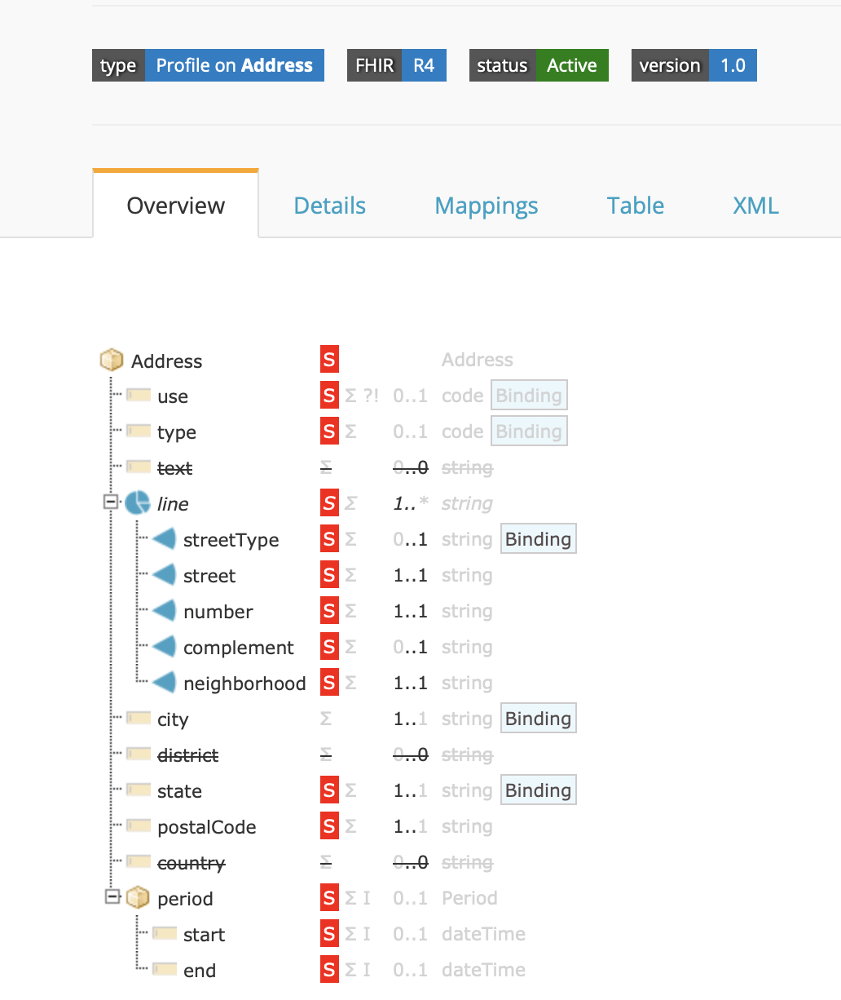 type Profile on Address FHIR R4 status Active version 1.0
Overview Details Mappings Table XML
Address S Address
use S Σ ?! 0..1 code Binding
type S Σ 0..1 code Binding
text Σ 0..0 string
line S Σ 1..* string
streetType S Σ 0..1 string Binding
street S Σ 1..1 string
number S Σ 1..1 string
complement S Σ 0..1 string
neighborhood S Σ 1..1 string
city Σ 1..1 string Binding
district Σ 0..0 string
state S Σ 1..1 string Binding
postalCode S Σ 1..1 string
country Σ 0..0 string
period S Σ I 0..1 Period
start S Σ I 0..1 dateTime
end S Σ I 0..1 dateTime